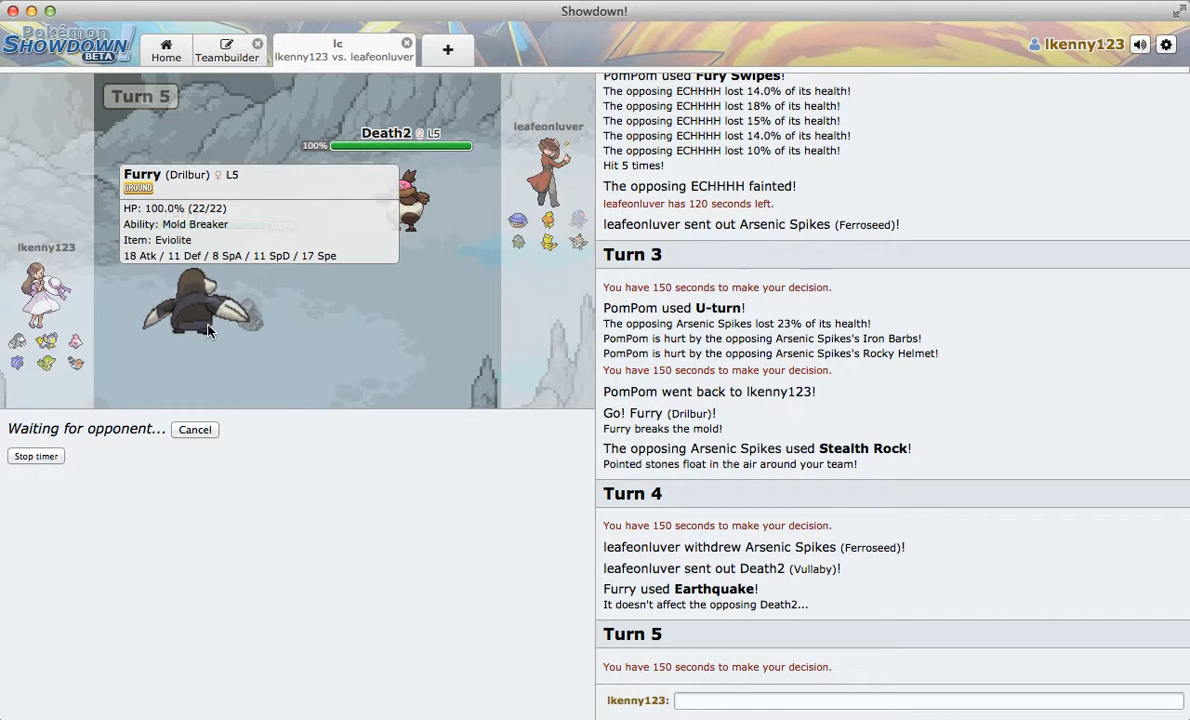 Showdown!
Pokémon
SHOWDOWN!
BETA
Home
Teambuilder
lc
lkenny123 vs. leafeonluver
+
lkenny123
Turn 5
Death2 ♀ L5
100%
leafeonluver
Furry (Drilbur) ♀ L5
GROUND
HP: 100.0% (22/22)
Ability: Mold Breaker
Item: Eviolite
18 Atk / 11 Def / 8 SpA / 11 SpD / 17 Spe
lkenny123
Waiting for opponent...
Cancel
Stop timer
PomPom used Fury Swipes!
The opposing ECHHHH lost 14.0% of its health!
The opposing ECHHHH lost 18% of its health!
The opposing ECHHHH lost 15% of its health!
The opposing ECHHHH lost 14.0% of its health!
The opposing ECHHHH lost 10% of its health!
Hit 5 times!
The opposing ECHHHH fainted!
leafeonluver has 120 seconds left.
leafeonluver sent out Arsenic Spikes (Ferroseed)!
Turn 3
You have 150 seconds to make your decision.
PomPom used U-turn!
The opposing Arsenic Spikes lost 23% of its health!
PomPom is hurt by the opposing Arsenic Spikes's Iron Barbs!
PomPom is hurt by the opposing Arsenic Spikes's Rocky Helmet!
You have 150 seconds to make your decision.
PomPom went back to lkenny123!
Go! Furry (Drilbur)!
Furry breaks the mold!
The opposing Arsenic Spikes used Stealth Rock!
Pointed stones float in the air around your team!
Turn 4
You have 150 seconds to make your decision.
leafeonluver withdrew Arsenic Spikes (Ferroseed)!
leafeonluver sent out Death2 (Vullaby)!
Furry used Earthquake!
It doesn't affect the opposing Death2...
Turn 5
You have 150 seconds to make your decision.
lkenny123: